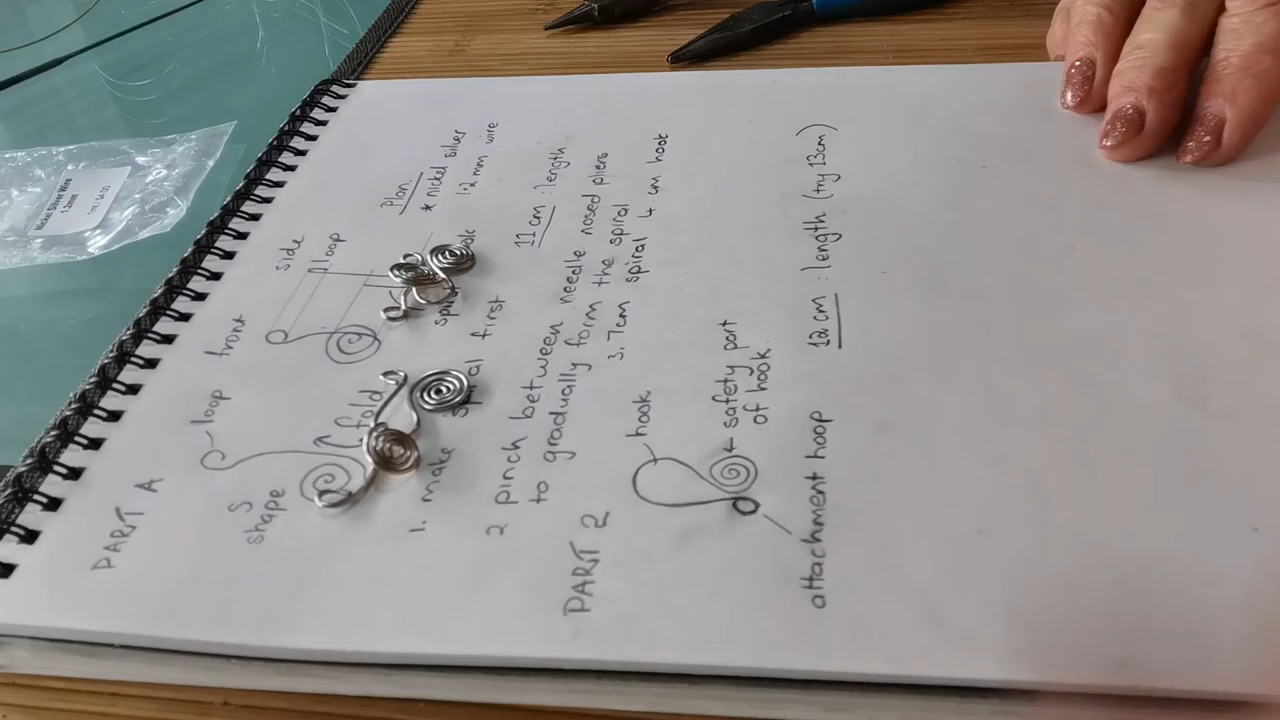 Nickel Silver Wire
1.2mm
PART A
S
shape
loop
front
side
loop
fold
Plan
* nickel silver
1.2 mm wire
1. make spiral first
11 cm : length
2 pinch between needle nosed pliers
to gradually form the spiral
3. 7cm spiral 4 cm hook
PART 2
hook
safety part
of hook.
attachment hoop
12 cm : length (try 13cm)